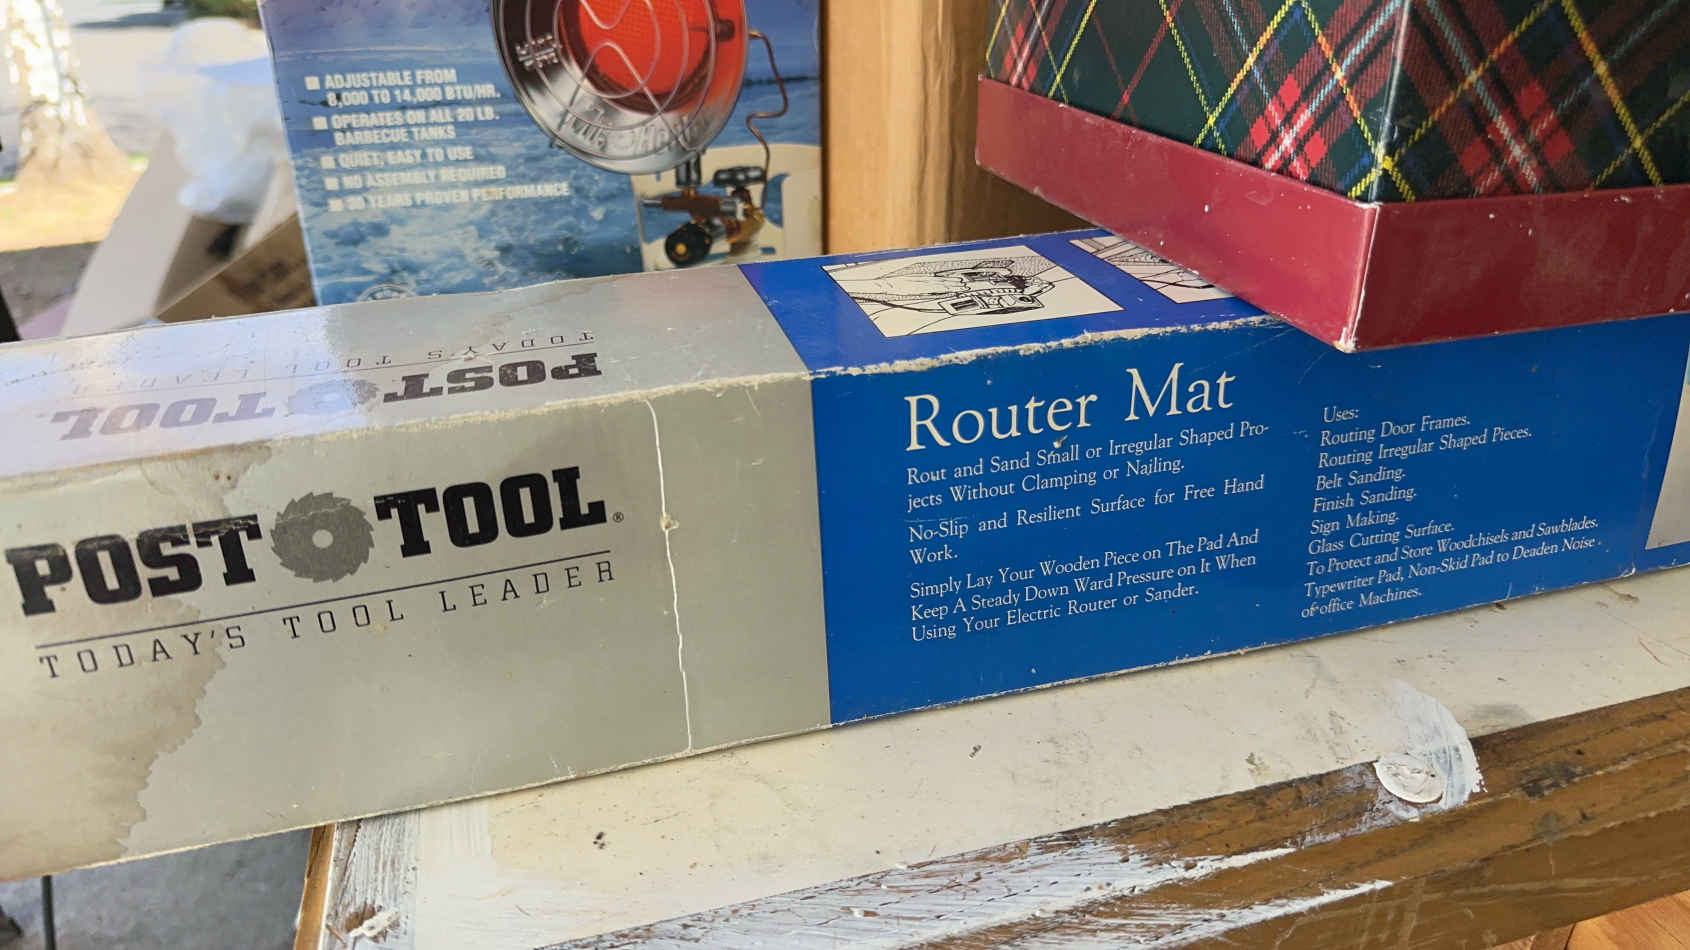 ■ ADJUSTABLE FROM
8,000 TO 14,000 BTU/HR.
■ OPERATES ON ALL 20 LB.
BARBECUE TANKS
■ QUIET, EASY TO USE
■ NO ASSEMBLY REQUIRED
■ 30 YEARS PROVEN PERFORMANCE
POST TOOL
TODAY'S TOOL LEADER
POST TOOL®
TODAY'S TOOL LEADER
Router Mat
Rout and Sand Small or Irregular Shaped Pro-
jects Without Clamping or Nailing.
No-Slip and Resilient Surface for Free Hand
Work.
Simply Lay Your Wooden Piece on The Pad And
Keep A Steady Down Ward Pressure on It When
Using Your Electric Router or Sander.
Uses:
Routing Door Frames.
Routing Irregular Shaped Pieces.
Belt Sanding.
Finish Sanding.
Sign Making.
Glass Cutting Surface.
To Protect and Store Woodchisels and Sawblades.
Typewriter Pad, Non-Skid Pad to Deaden Noise
of office Machines.